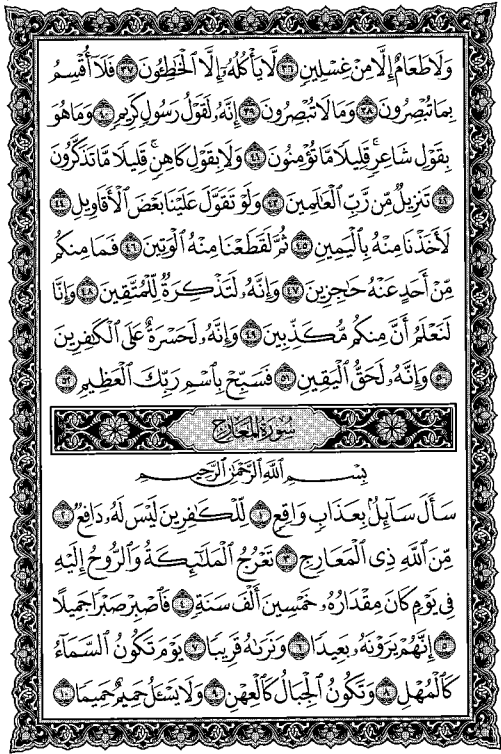 وَلَا طَعَامٌ إِلَّا مِنْ غِسْلِينٍ ٣٦ لَّا يَأْكُلُهُۥٓ إِلَّا ٱلْخَٰطِـُٔونَ ٣٧ فَلَآ أُقْسِمُ
بِمَا تُبْصِرُونَ ٣٨ وَمَا لَا تُبْصِرُونَ ٣٩ إِنَّهُۥ لَقَوْلُ رَسُولٍ كَرِيمٍ ٤٠ وَمَا هُوَ
بِقَوْلِ شَاعِرٍ ۚ قَلِيلًا مَّا تُؤْمِنُونَ ٤١ وَلَا بِقَوْلِ كَاهِنٍ ۚ قَلِيلًا مَّا تَذَكَّرُونَ
٤٢ تَنزِيلٌ مِّن رَّبِّ ٱلْعَٰلَمِينَ ٤٣ وَلَوْ تَقَوَّلَ عَلَيْنَا بَعْضَ ٱلْأَقَاوِيلِ ٤٤
لَأَخَذْنَا مِنْهُ بِٱلْيَمِينِ ٤٥ ثُمَّ لَقَطَعْنَا مِنْهُ ٱلْوَتِينَ ٤٦ فَمَا مِنكُم
مِّنْ أَحَدٍ عَنْهُ حَٰجِزِينَ ٤٧ وَإِنَّهُۥ لَتَذْكِرَةٌ لِّلْمُتَّقِينَ ٤٨ وَإِنَّا
لَنَعْلَمُ أَنَّ مِنكُم مُّكَذِّبِينَ ٤٩ وَإِنَّهُۥ لَحَسْرَةٌ عَلَى ٱلْكَٰفِرِينَ
٥٠ وَإِنَّهُۥ لَحَقُّ ٱلْيَقِينِ ٥١ فَسَبِّحْ بِٱسْمِ رَبِّكَ ٱلْعَظِيمِ ٥٢
سُورَةُ المَعَارِجِ
بِسْمِ ٱللَّهِ ٱلرَّحْمَٰنِ ٱلرَّحِيمِ
سَأَلَ سَآئِلٌۢ بِعَذَابٍ وَاقِعٍ ١ لِّلْكَٰفِرِينَ لَيْسَ لَهُۥ دَافِعٌ ٢
مِّنَ ٱللَّهِ ذِى ٱلْمَعَارِجِ ٣ تَعْرُجُ ٱلْمَلَٰٓئِكَةُ وَٱلرُّوحُ إِلَيْهِ
فِى يَوْمٍ كَانَ مِقْدَارُهُۥ خَمْسِينَ أَلْفَ سَنَةٍ ٤ فَٱصْبِرْ صَبْرًا جَمِيلًا
٥ إِنَّهُمْ يَرَوْنَهُۥ بَعِيدًا ٦ وَنَرَىٰهُ قَرِيبًا ٧ يَوْمَ تَكُونُ ٱلسَّمَآءُ
كَٱلْمُهْلِ ٨ وَتَكُونُ ٱلْجِبَالُ كَٱلْعِهْنِ ٩ وَلَا يَسْـَٔلُ حَمِيمٌ حَمِيمًا ١٠